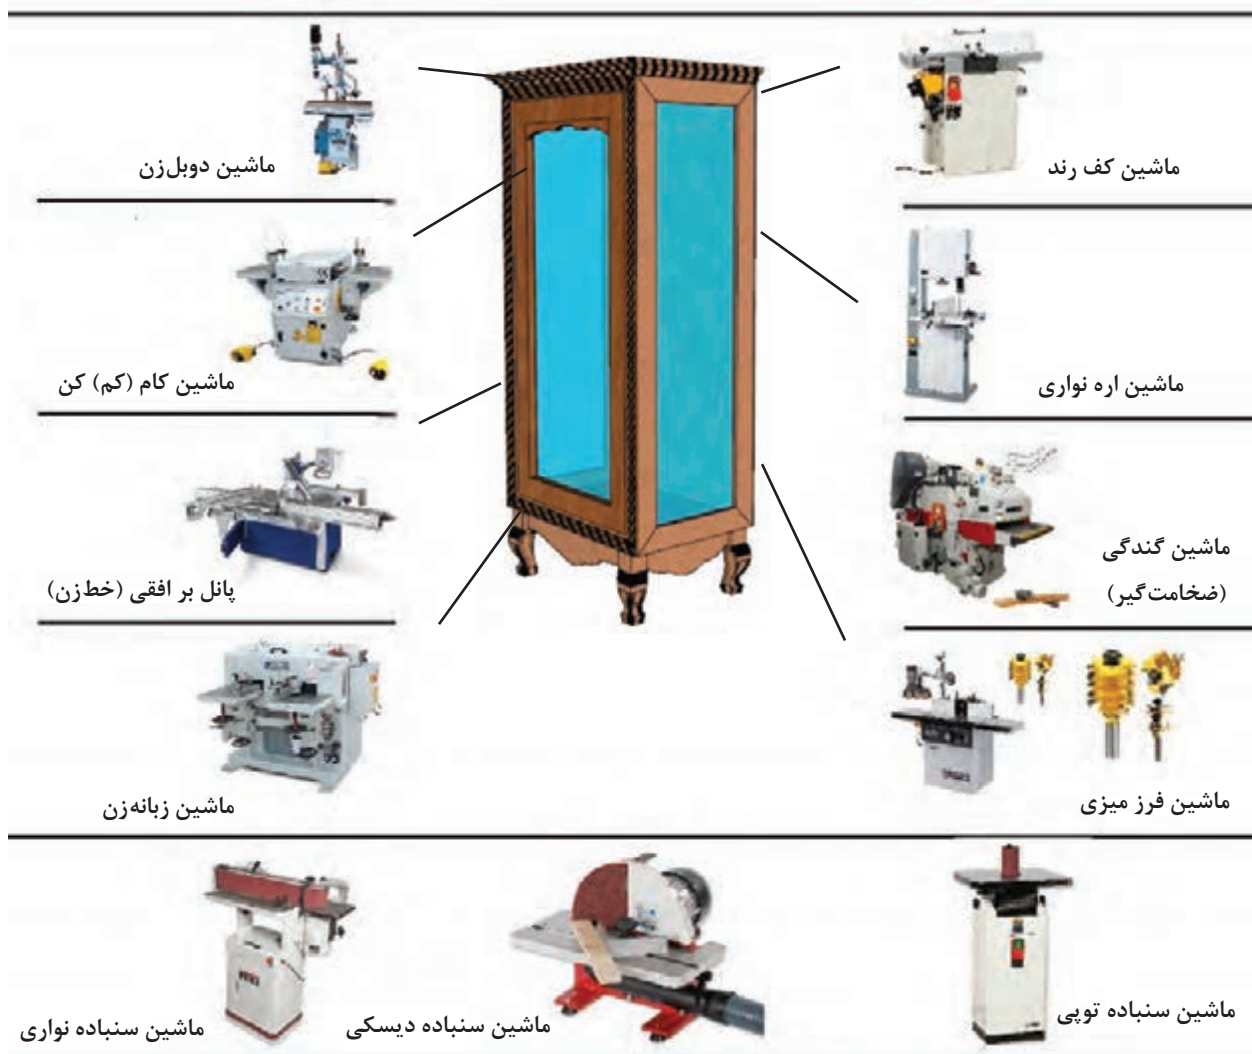 ماشین کف رند
ماشین دوبل‌زن
ماشین اره نواری
ماشین کام (کم) کن
ماشین گندگی
(ضخامت‌گیر)
پانل بر افقی (خط‌زن)
ماشین فرز میزی
ماشین زبانه‌زن
ماشین سنباده توپی
ماشین سنباده دیسکی
ماشین سنباده نواری